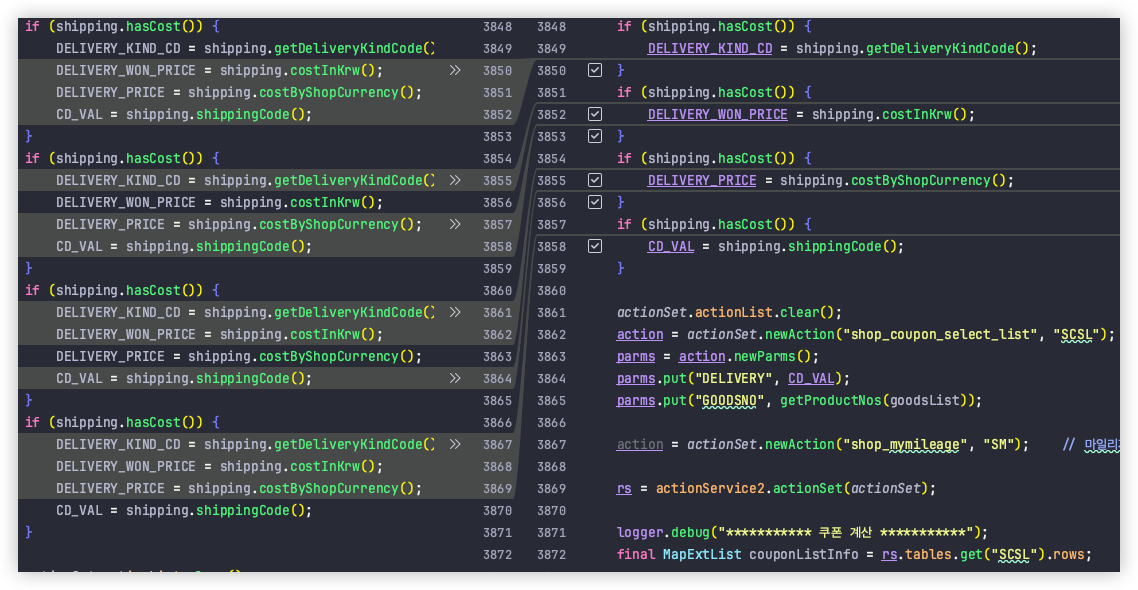 if (shipping.hasCost()) { 3848
DELIVERY_KIND_CD = shipping.getDeliveryKindCode() 3849
DELIVERY_WON_PRICE = shipping.costInKrw(); >> 3850
DELIVERY_PRICE = shipping.costByShopCurrency(); 3851
CD_VAL = shipping.shippingCode(); 3852
} 3853
if (shipping.hasCost()) { 3854
DELIVERY_KIND_CD = shipping.getDeliveryKindCode() >> 3855
DELIVERY_WON_PRICE = shipping.costInKrw(); 3856
DELIVERY_PRICE = shipping.costByShopCurrency(); >> 3857
CD_VAL = shipping.shippingCode(); 3858
} 3859
if (shipping.hasCost()) { 3860
DELIVERY_KIND_CD = shipping.getDeliveryKindCode() >> 3861
DELIVERY_WON_PRICE = shipping.costInKrw(); 3862
DELIVERY_PRICE = shipping.costByShopCurrency(); 3863
CD_VAL = shipping.shippingCode(); >> 3864
} 3865
if (shipping.hasCost()) { 3866
DELIVERY_KIND_CD = shipping.getDeliveryKindCode() >> 3867
DELIVERY_WON_PRICE = shipping.costInKrw(); 3868
DELIVERY_PRICE = shipping.costByShopCurrency(); 3869
CD_VAL = shipping.shippingCode(); 3870
} 3871
3872
3848 if (shipping.hasCost()) {
3849 DELIVERY_KIND_CD = shipping.getDeliveryKindCode();
3850 }
3851 if (shipping.hasCost()) {
3852 DELIVERY_WON_PRICE = shipping.costInKrw();
3853 }
3854 if (shipping.hasCost()) {
3855 DELIVERY_PRICE = shipping.costByShopCurrency();
3856 }
3857 if (shipping.hasCost()) {
3858 CD_VAL = shipping.shippingCode();
3859 }
3860
3861 actionSet.actionList.clear();
3862 action = actionSet.newAction("shop_coupon_select_list", "SCSL");
3863 parms = action.newParms();
3864 parms.put("DELIVERY", CD_VAL);
3865 parms.put("GOODSNO", getProductNos(goodsList));
3866
3867 action = actionSet.newAction("shop_mymileage", "SM"); // 마일리
3868
3869 rs = actionService2.actionSet(actionSet);
3870
3871 logger.debug("*********** 쿠폰 계산 ***********");
3872 final MapExtList couponListInfo = rs.tables.get("SCSL").rows;